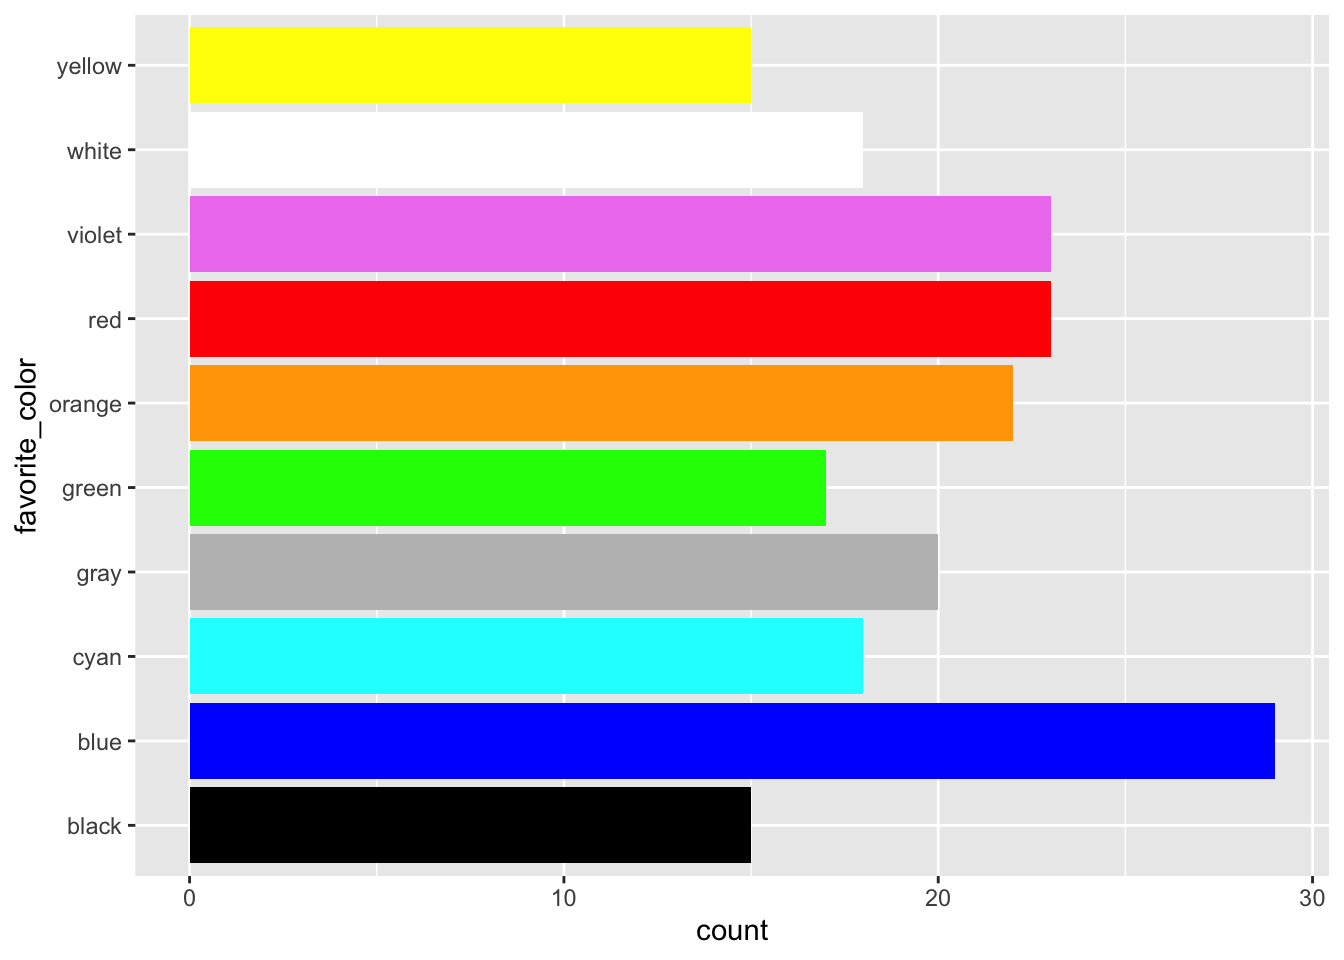 yellow
white
violet
red
orange
green
gray
cyan
blue
black
favorite_color
0 10 20 30
count